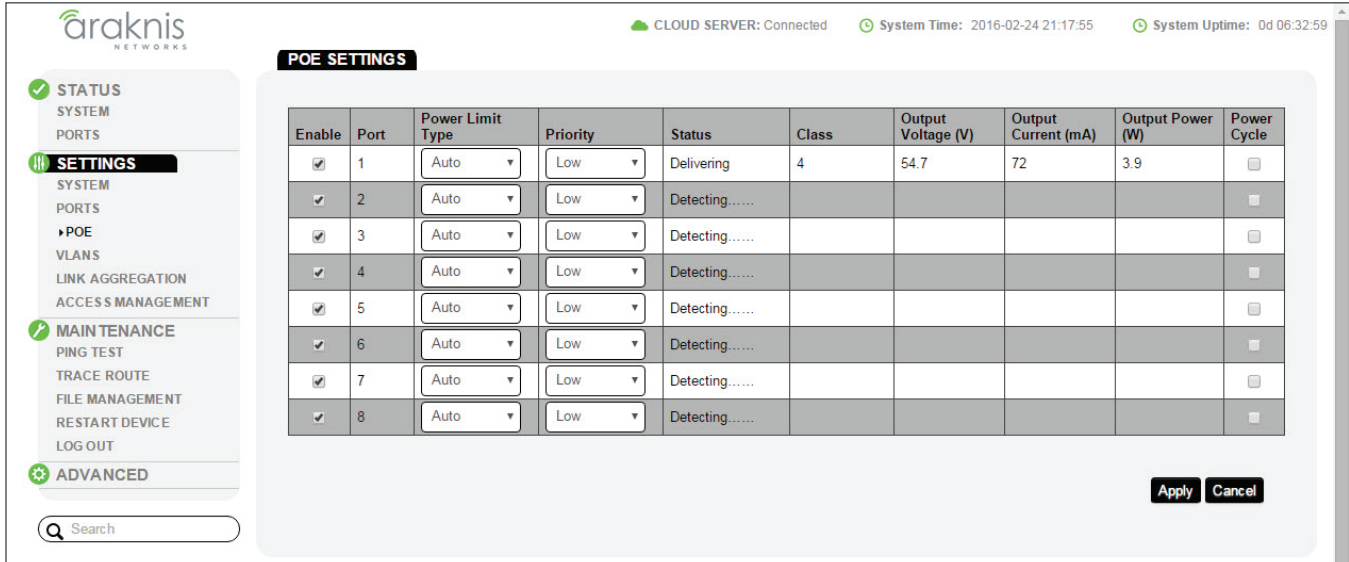 araknis
NETWORKS
CLOUD SERVER: Connected System Time: 2016-02-24 21:17:55 System Uptime: 0d 06:32:59
POE SETTINGS
STATUS
SYSTEM
PORTS
SETTINGS
SYSTEM
PORTS
POE
VLANS
LINK AGGREGATION
ACCESS MANAGEMENT
MAINTENANCE
PING TEST
TRACE ROUTE
FILE MANAGEMENT
RESTART DEVICE
LOG OUT
ADVANCED
Search
Enable Port Power Limit Type Priority Status Class Output Voltage (V) Output Current (mA) Output Power (W) Power Cycle
1 Auto Low Delivering 4 54.7 72 3.9
2 Auto Low Detecting......
3 Auto Low Detecting......
4 Auto Low Detecting......
5 Auto Low Detecting......
6 Auto Low Detecting......
7 Auto Low Detecting......
8 Auto Low Detecting......
Apply Cancel